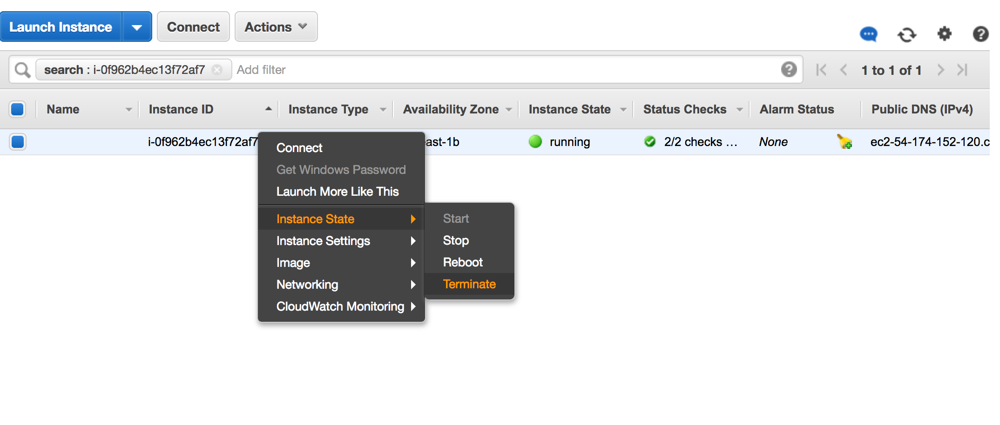 Launch Instance Connect Actions
search : i-0f962b4ec13f72af7 Add filter 1 to 1 of 1
Name Instance ID Instance Type Availability Zone Instance State Status Checks Alarm Status Public DNS (IPv4)
i-0f962b4ec13f72af7 east-1b running 2/2 checks ... None ec2-54-174-152-120.c
Connect
Get Windows Password
Launch More Like This
Instance State
Instance Settings
Image
Networking
CloudWatch Monitoring
Start
Stop
Reboot
Terminate